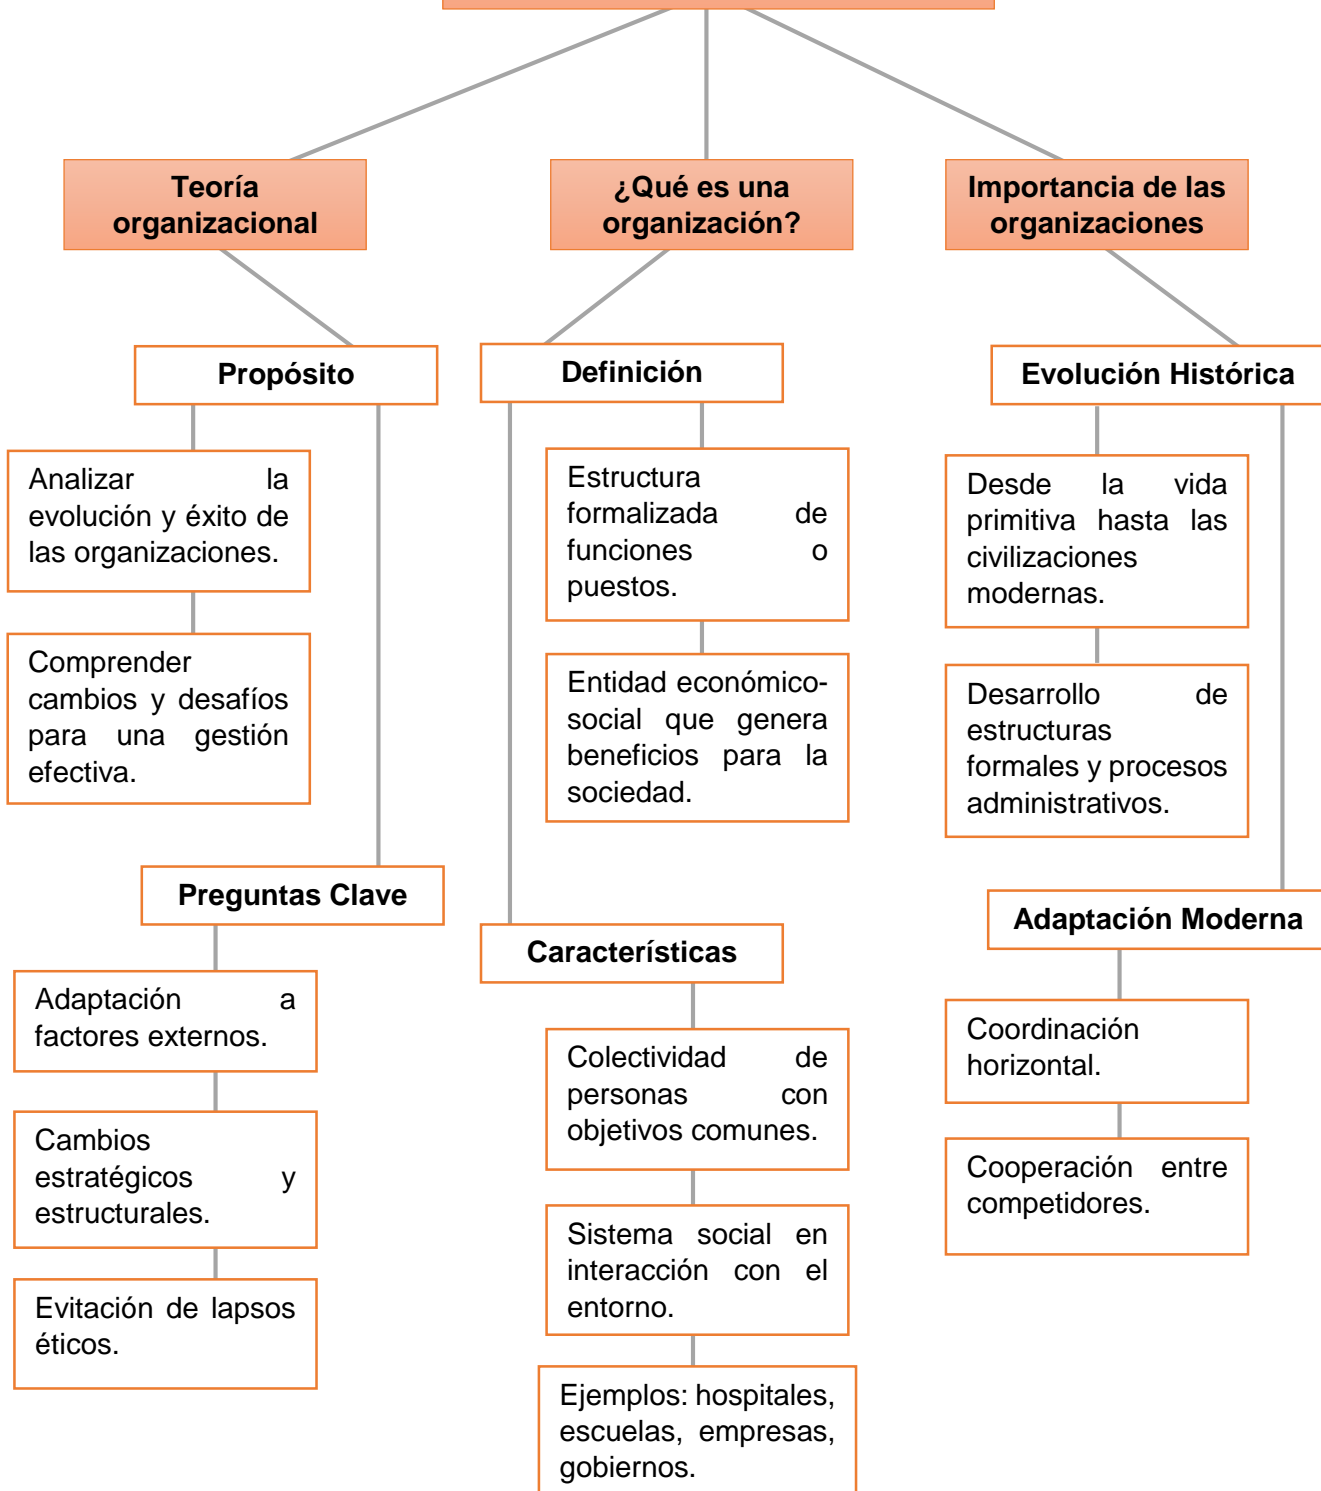 Teoría
organizacional
¿Qué es una
organización?
Importancia de las
organizaciones
Propósito
Analizar la
evolución y éxito de
las organizaciones.
Comprender
cambios y desafíos
para una gestión
efectiva.
Preguntas Clave
Adaptación a
factores externos.
Cambios
estratégicos y
estructurales.
Evitación de lapsos
éticos.
Definición
Estructura
formalizada de
funciones o
puestos.
Entidad económico-
social que genera
beneficios para la
sociedad.
Características
Colectividad de
personas con
objetivos comunes.
Sistema social en
interacción con el
entorno.
Ejemplos: hospitales,
escuelas, empresas,
gobiernos.
Evolución Histórica
Desde la vida
primitiva hasta las
civilizaciones
modernas.
Desarrollo de
estructuras
formales y procesos
administrativos.
Adaptación Moderna
Coordinación
horizontal.
Cooperación entre
competidores.